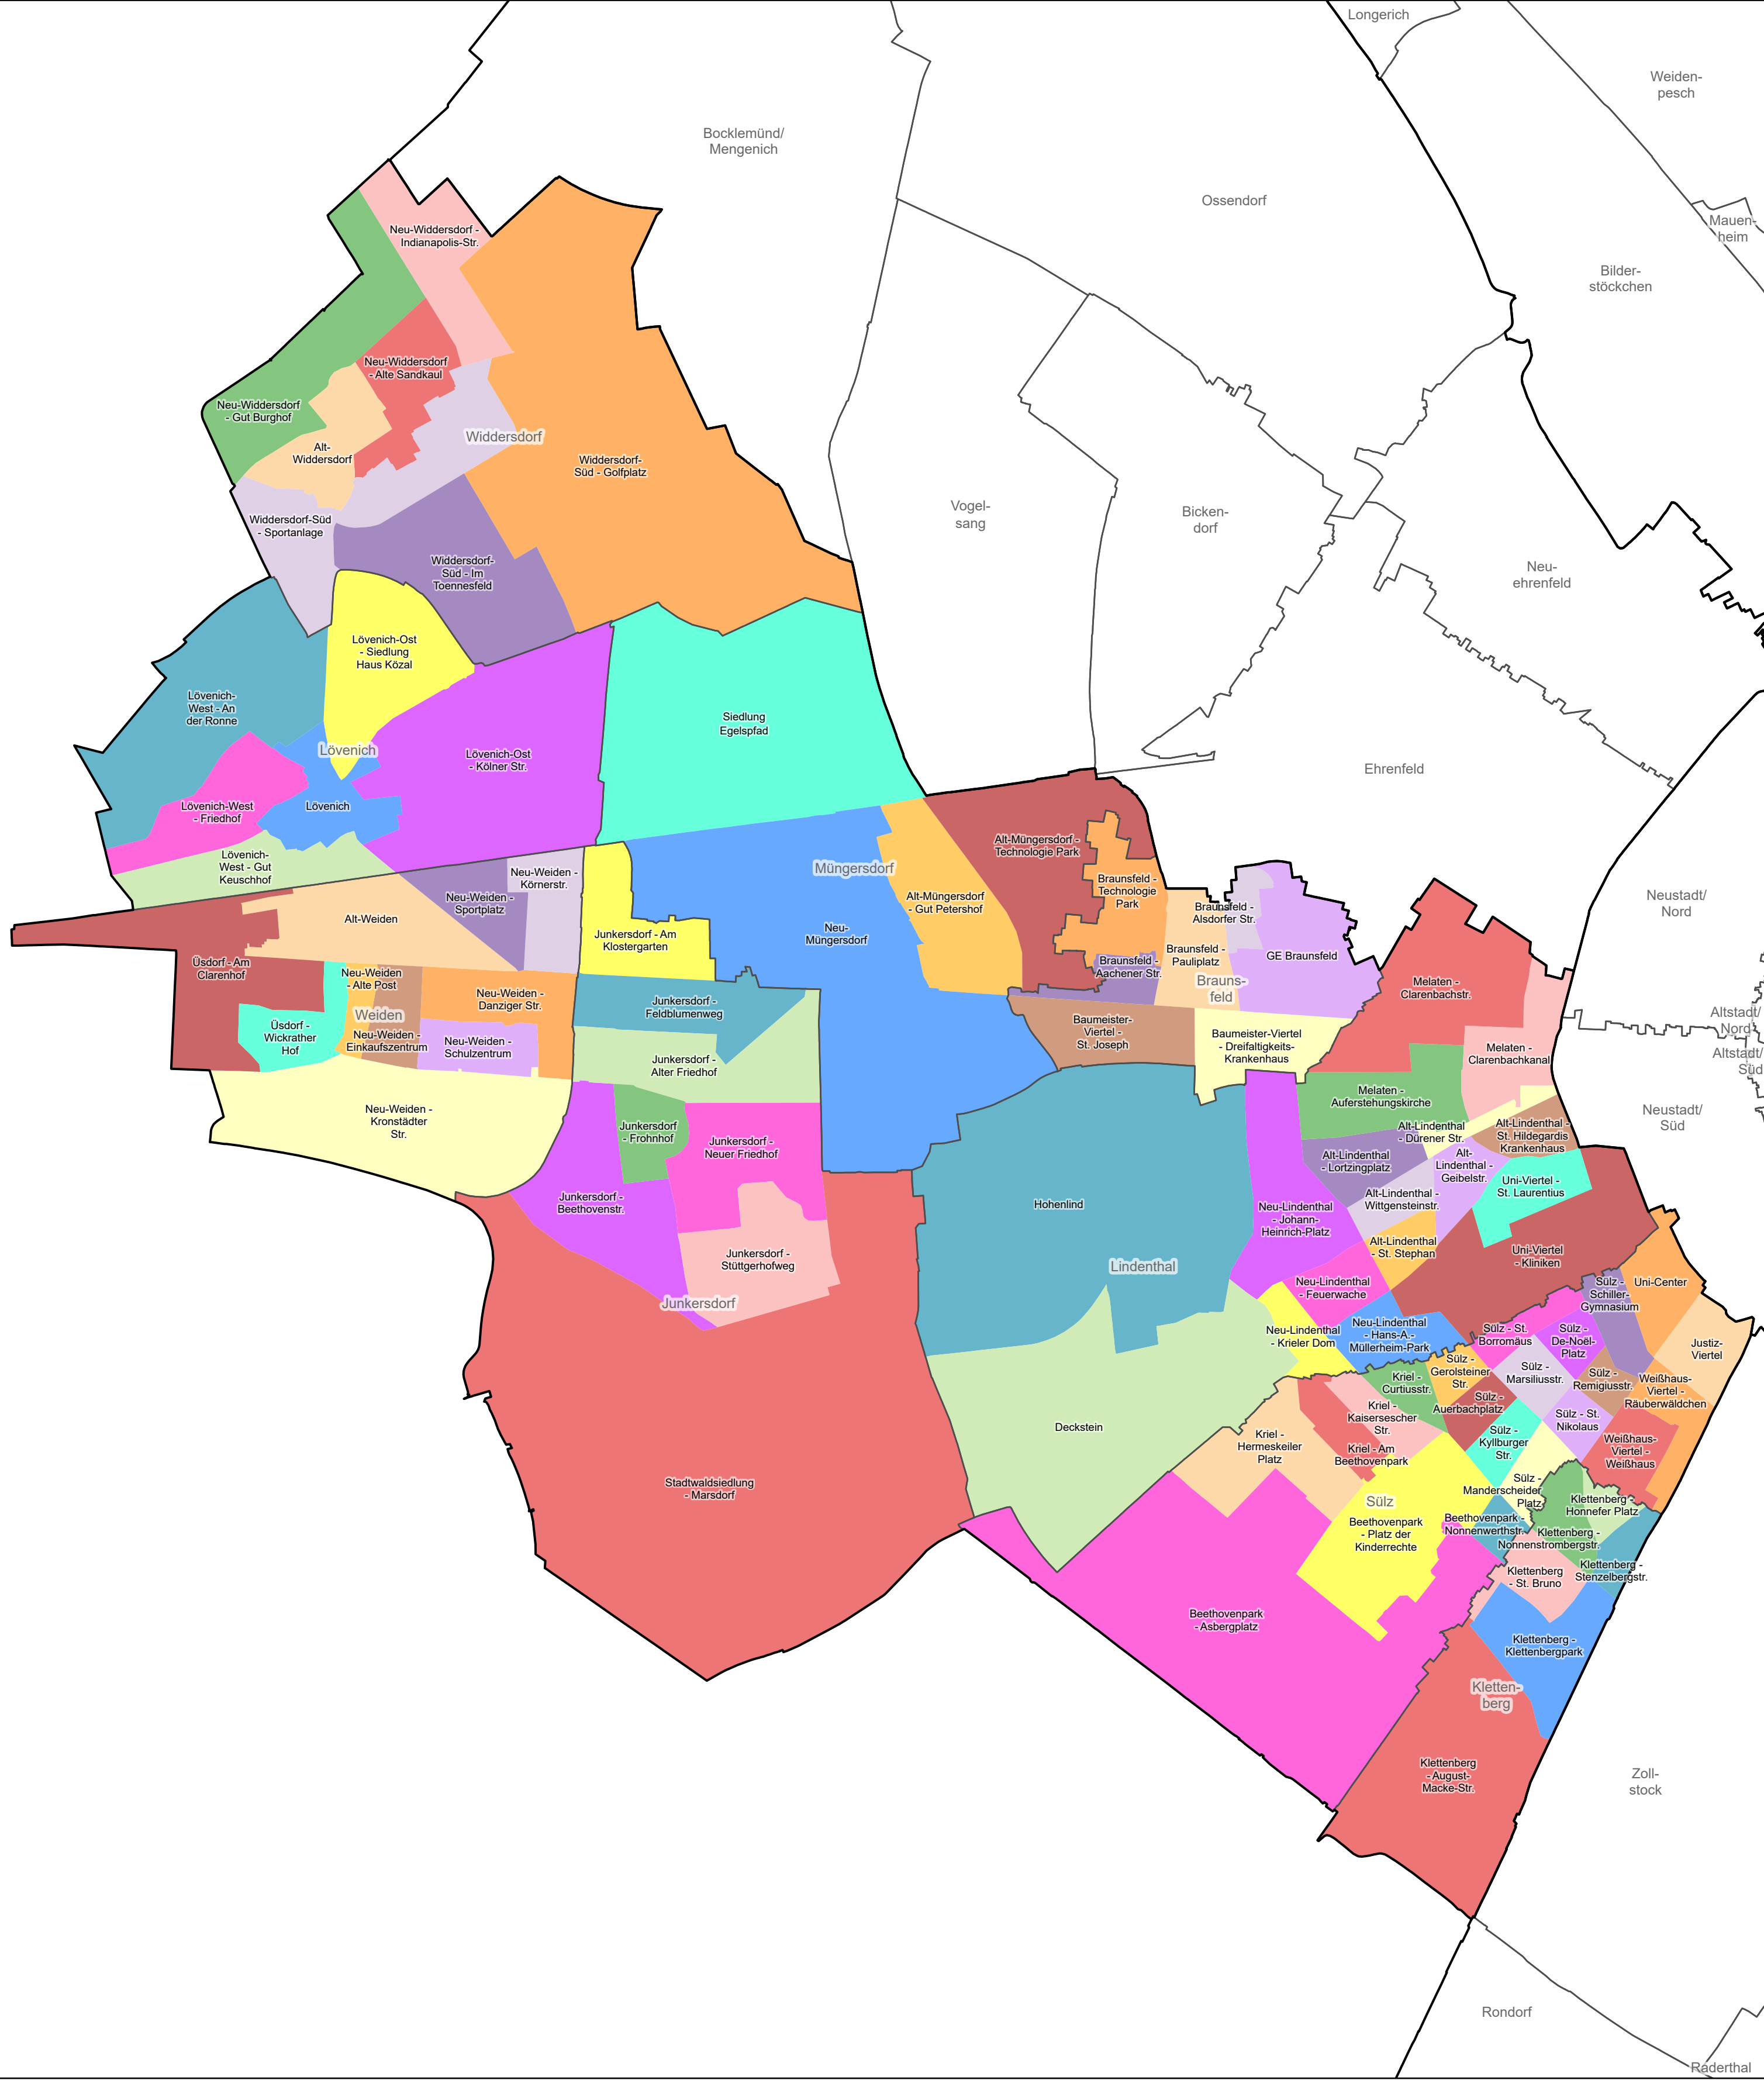 Longerich
Weiden-
pesch
Bocklemünd/
Mengenich
Ossendorf
Mauen-
heim
Bilder-
stöckchen
Neu-Widdersdorf -
Indianapolis-Str.
Neu-Widdersdorf
- Alte Sandkaul
Neu-Widdersdorf
- Gut Burghof
Alt-
Widdersdorf
Widdersdorf
Widdersdorf-
Süd - Golfplatz
Widdersdorf-Süd
- Sportanlage
Widdersdorf-
Süd - Im
Toennesfeld
Vogel-
sang
Bicken-
dorf
Neu-
ehrenfeld
Ehrenfeld
Lövenich-Ost
- Siedlung
Haus Közal
Lövenich-
West - An
der Ronne
Lövenich
Lövenich-Ost
- Kölner Str.
Siedlung
Egelspfad
Lövenich-West
- Friedhof
Lövenich
Lövenich-
West - Gut
Keuschhof
Neu-Weiden -
Körnerstr.
Neu-Weiden -
Sportplatz
Alt-Weiden
Junkersdorf - Am
Klostergarten
Müngersdorf
Neu-
Müngersdorf
Alt-Müngersdorf
- Gut Petershof
Alt-Müngersdorf -
Technologie Park
Braunsfeld -
Technologie
Park
Braunsfeld -
Alsdorfer Str.
Braunsfeld -
Pauliplatz
GE Braunsfeld
Braunsfeld -
Aachener Str.
Brauns-
feld
Neustadt/
Nord
Altstadt/
Nord
Altstadt/
Süd
Neustadt/
Süd
Üsdorf - Am
Clarenhof
Neu-Weiden
- Alte Post
Neu-Weiden -
Danziger Str.
Weiden
Üsdorf -
Wickrather
Hof
Neu-Weiden -
Einkaufszentrum
Neu-Weiden -
Schulzentrum
Neu-Weiden -
Kronstädter
Str.
Junkersdorf -
Feldblumenweg
Junkersdorf -
Alter Friedhof
Junkersdorf
- Frohnhof
Junkersdorf -
Neuer Friedhof
Junkersdorf -
Beethovenstr.
Junkersdorf -
Stüttgerhofweg
Junkersdorf
Stadtwaldsiedlung
- Marsdorf
Baumeister-
Viertel -
St. Joseph
Baumeister-Viertel
- Dreifaltigkeits-
Krankenhaus
Melaten -
Clarenbachstr.
Melaten -
Clarenbachkanal
Melaten -
Auferstehungskirche
Alt-Lindenthal
- Dürener Str.
Alt-Lindenthal -
St. Hildegardis
Krankenhaus
Alt-Lindenthal
- Lortzingplatz
Alt-
Lindenthal -
Geibelstr.
Alt-Lindenthal -
Wittgensteinstr.
Uni-Viertel -
St. Laurentius
Hohenlind
Neu-Lindenthal
- Johann-
Heinrich-Platz
Alt-Lindenthal
- St. Stephan
Uni-Viertel
- Kliniken
Lindenthal
Neu-Lindenthal
- Feuerwache
Uni-Center
Sülz -
Schiller-
Gymnasium
Neu-Lindenthal
- Krieler Dom
Neu-Lindenthal
- Hans-A.-
Müllerheim-Park
Sülz - St.
Borromäus
Sülz -
De-Noël-
Platz
Justiz-
Viertel
Sülz -
Gerolsteiner
Str.
Sülz -
Marsiliusstr.
Sülz -
Remigiusstr.
Weißhaus-
Viertel -
Räuberwäldchen
Kriel -
Curtiusstr.
Sülz -
Auerbachplatz
Kriel -
Kaisersescher
Str.
Sülz - St.
Nikolaus
Deckstein
Kriel -
Hermeskeiler
Platz
Kriel - Am
Beethovenpark
Sülz -
Kyllburger
Str.
Weißhaus-
Viertel -
Weißhaus
Sülz
Sülz -
Manderscheider
Platz
Klettenberg -
Honnefer Platz
Beethovenpark
- Platz der
Kinderrechte
Beethovenpark -
Nonnenwerthstr.
Klettenberg -
Nonnenstrombergstr.
Klettenberg
- St. Bruno
Klettenberg -
Stenzelbergstr.
Beethovenpark
- Asbergplatz
Klettenberg -
Klettenbergpark
Kletten-
berg
Klettenberg
- August-
Macke-Str.
Zoll-
stock
Rondorf
Raderthal